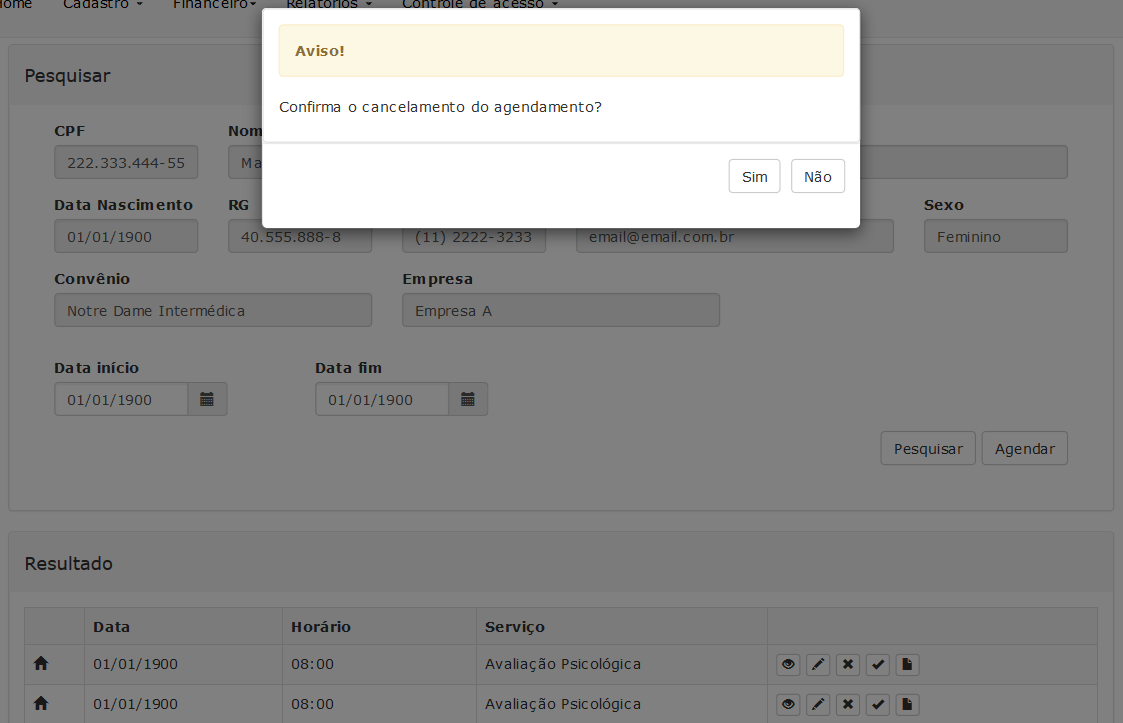 Home Cadastro Financeiro Relatórios Controle de acesso
Aviso!
Confirma o cancelamento do agendamento?
Sim Não
Pesquisar
CPF
222.333.444-55
Data Nascimento RG Sexo
01/01/1900 40.555.888-8 (11) 2222-3233 email@email.com.br Feminino
Convênio Empresa
Notre Dame Intermédica Empresa A
Data início Data fim
01/01/1900 01/01/1900
Pesquisar Agendar
Resultado
Data Horário Serviço
01/01/1900 08:00 Avaliação Psicológica
01/01/1900 08:00 Avaliação Psicológica